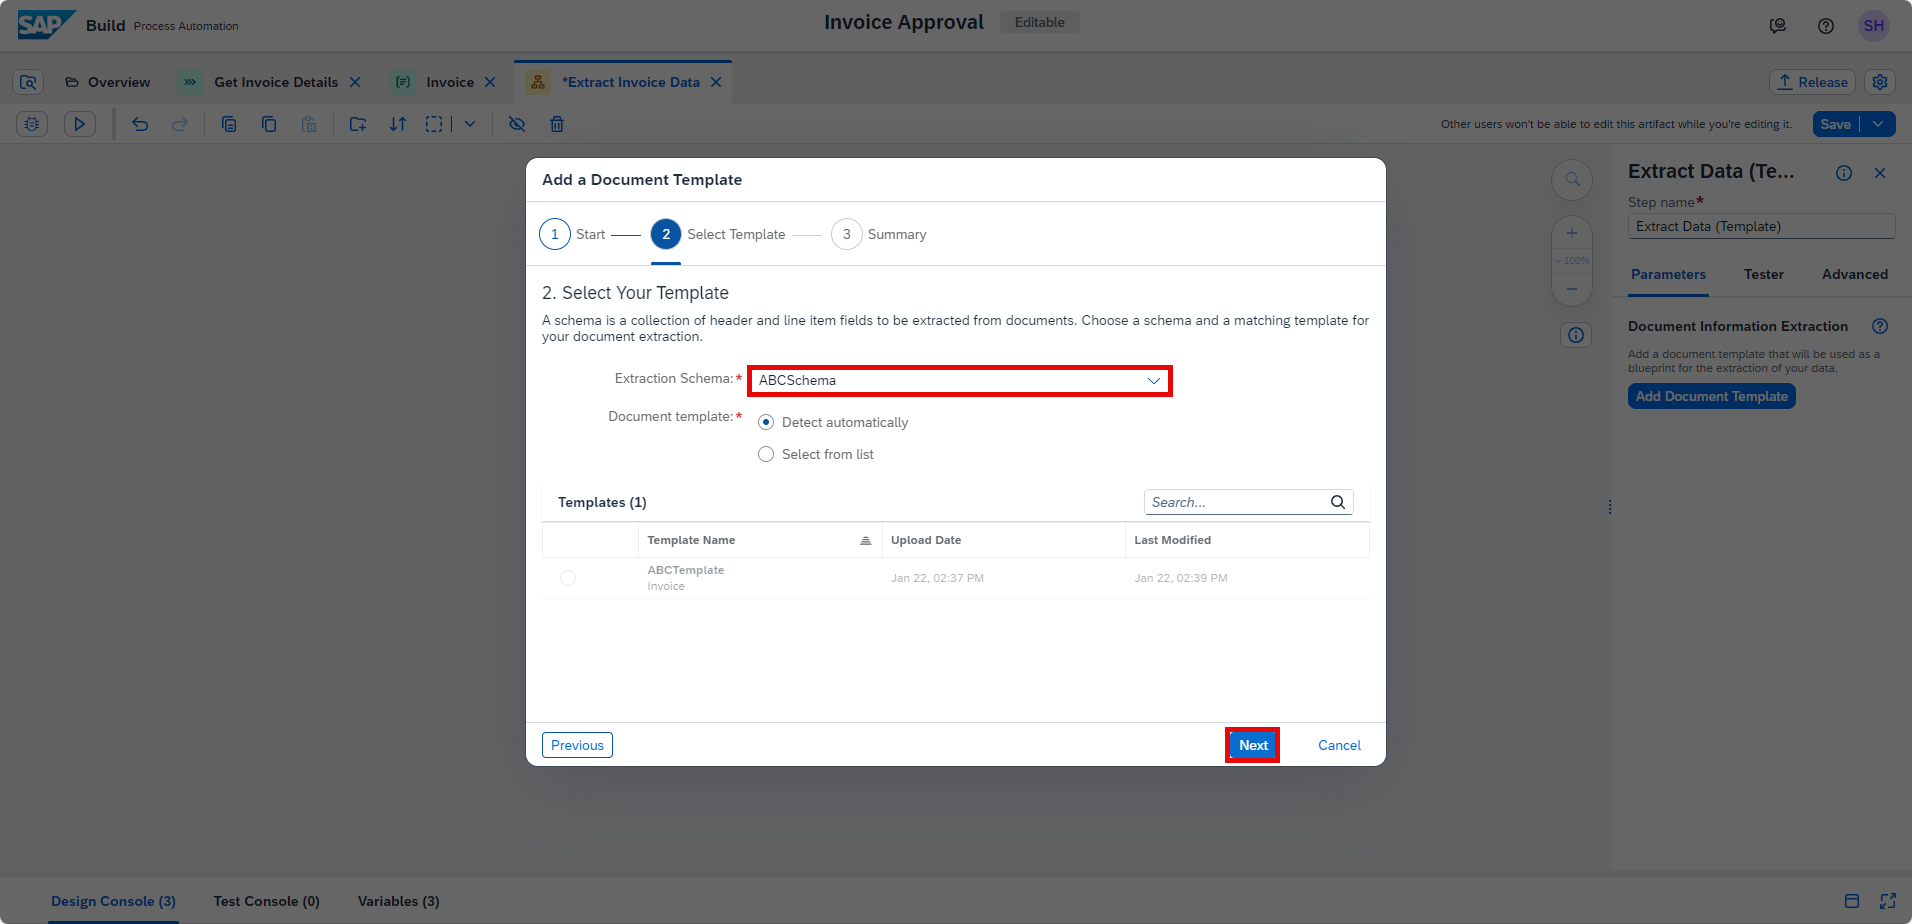 SAP Build Process Automation
Invoice Approval Editable
SH
Overview Get Invoice Details Invoice *Extract Invoice Data Release
Other users won't be able to edit this artifact while you're editing it. Save
Add a Document Template
1 Start 2 Select Template 3 Summary
2. Select Your Template
A schema is a collection of header and line item fields to be extracted from documents. Choose a schema and a matching template for
your document extraction.
Extraction Schema:* ABCSchema
Document template:* Detect automatically
Select from list
Templates (1) Search...
Template Name Upload Date Last Modified
ABCTemplate
Invoice
Jan 22, 02:37 PM Jan 22, 02:39 PM
Previous Next Cancel
100%
Extract Data (Te...
Step name*
Extract Data (Template)
Parameters Tester Advanced
Document Information Extraction
Add a document template that will be used as a
blueprint for the extraction of your data.
Add Document Template
Design Console (3) Test Console (0) Variables (3)